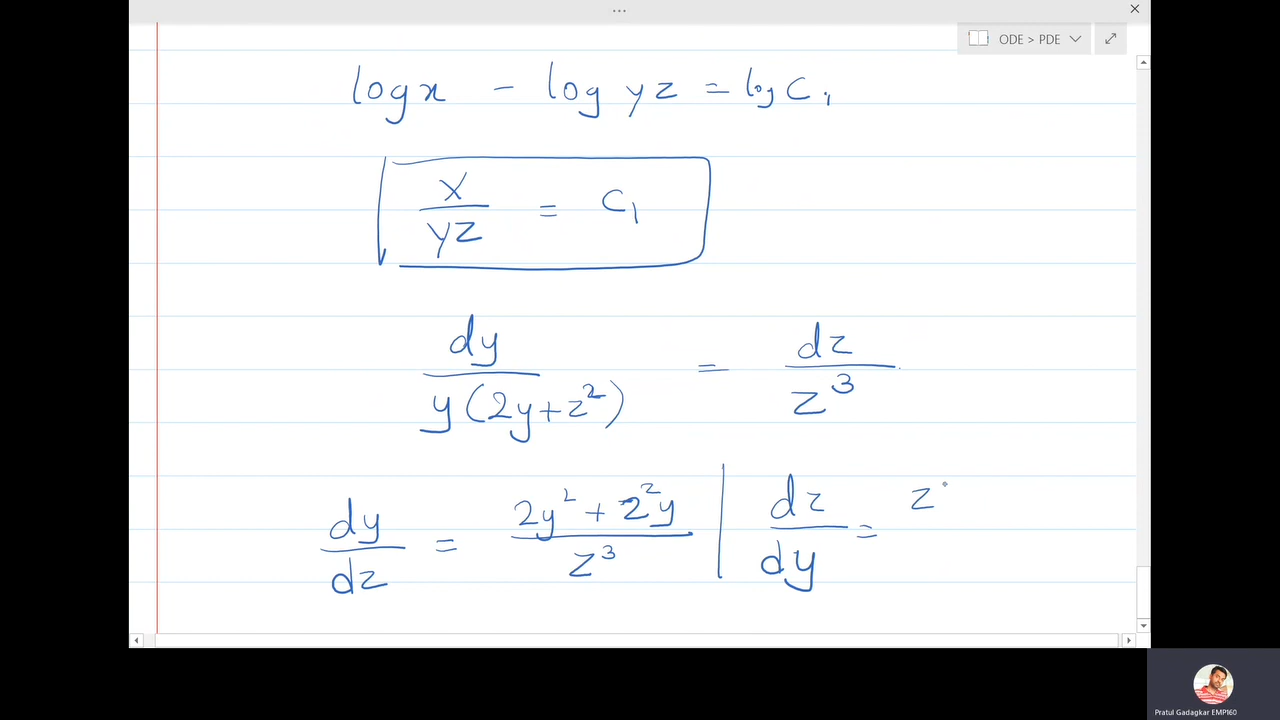 ODE > PDE
log x - log yz = log C₁
x/yz = C₁
dy/y(2y+z²) = dz/z³
dy/dz = 2y² + z²y/z³ | dz/dy = z
Pratul Gadagkar EMP160